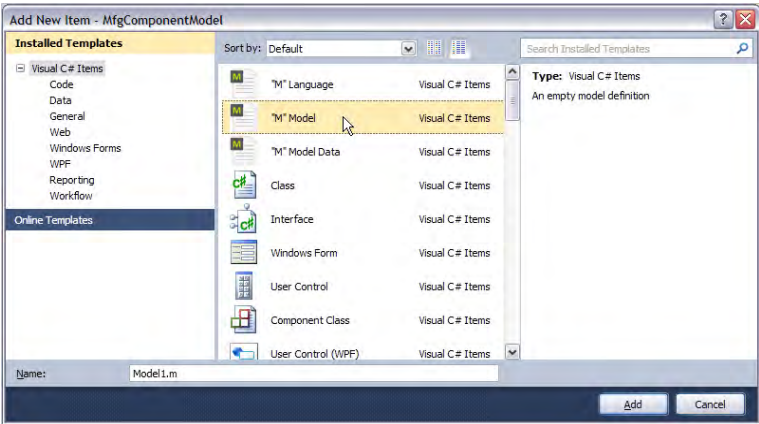 Add New Item - MfgComponentModel
Installed Templates
Visual C# Items
Code
Data
General
Web
Windows Forms
WPF
Reporting
Workflow
Online Templates
Sort by: Default
Search Installed Templates
M "M" Language Visual C# Items
M "M" Model Visual C# Items
M "M" Model Data Visual C# Items
C# Class Visual C# Items
C# Interface Visual C# Items
Windows Form Visual C# Items
User Control Visual C# Items
Component Class Visual C# Items
User Control (WPF) Visual C# Items
Type: Visual C# Items
An empty model definition
Name: Model1.m
Add Cancel